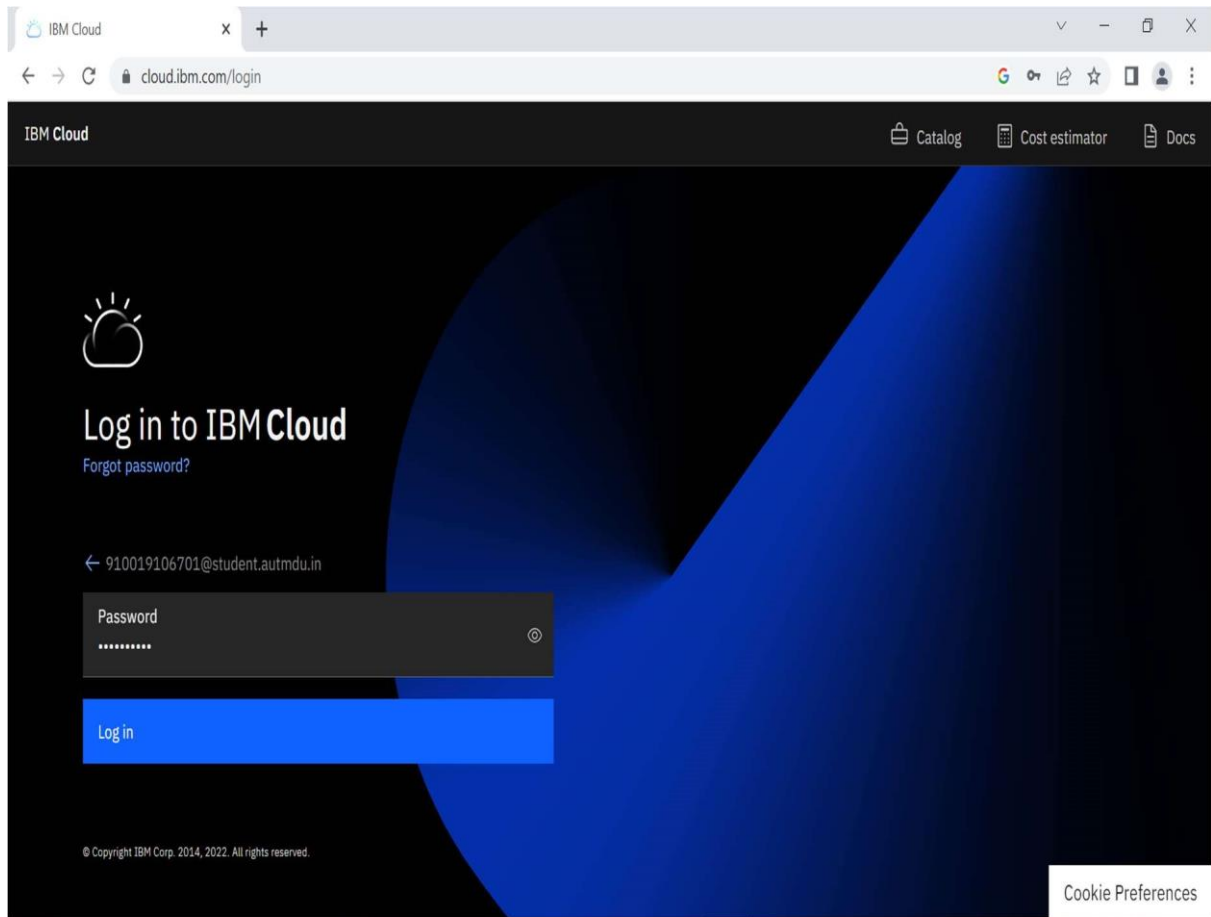 IBM Cloud
cloud.ibm.com/login
IBM Cloud
Catalog
Cost estimator
Docs
Log in to IBM Cloud
Forgot password?
910019106701@student.autmdu.in
Password
••••••••••
Log in
© Copyright IBM Corp. 2014, 2022. All rights reserved.
Cookie Preferences